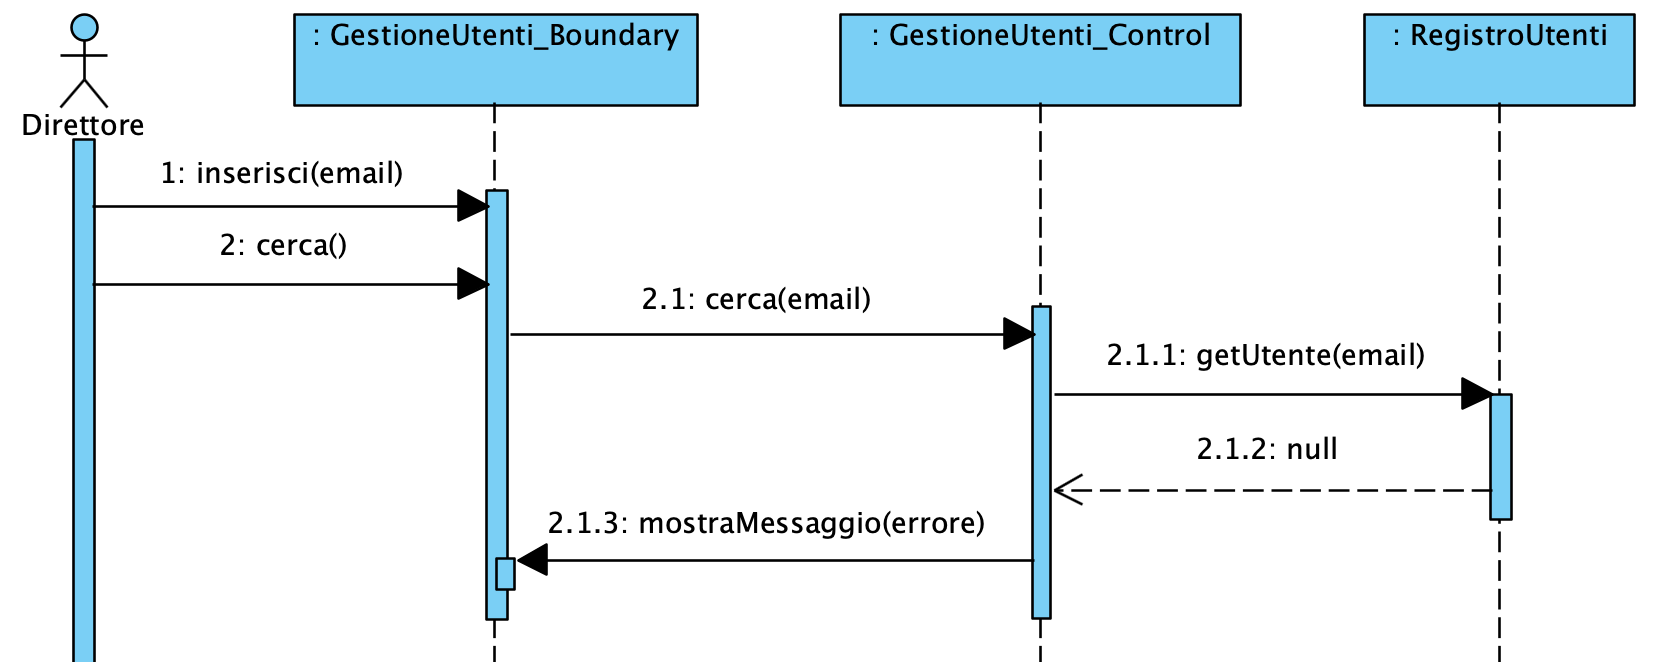 : GestioneUtenti_Boundary
: GestioneUtenti_Control
: RegistroUtenti
Direttore
1: inserisci(email)
2: cerca()
2.1: cerca(email)
2.1.1: getUtente(email)
2.1.2: null
2.1.3: mostraMessaggio(errore)